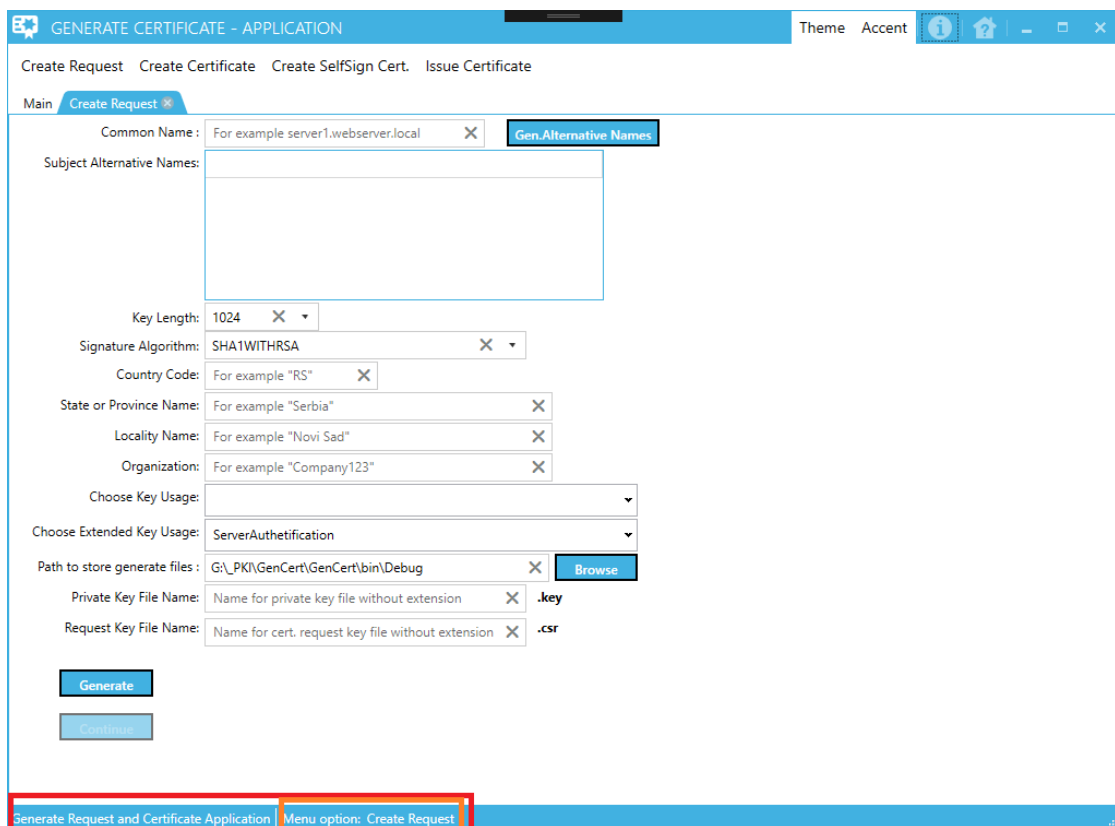 GENERATE CERTIFICATE - APPLICATION Theme Accent
Create Request Create Certificate Create SelfSign Cert. Issue Certificate
Main Create Request
Common Name : For example server1.webserver.local Gen.Alternative Names
Subject Alternative Names:
Key Length: 1024
Signature Algorithm: SHA1WITHRSA
Country Code: For example "RS"
State or Province Name: For example "Serbia"
Locality Name: For example "Novi Sad"
Organization: For example "Company123"
Choose Key Usage:
Choose Extended Key Usage: ServerAuthetification
Path to store generate files : G:\_PKI\GenCert\GenCert\bin\Debug Browse
Private Key File Name: Name for private key file without extension .key
Request Key File Name: Name for cert. request key file without extension .csr
Generate
Continue
Generate Request and Certificate Application Menu option: Create Request